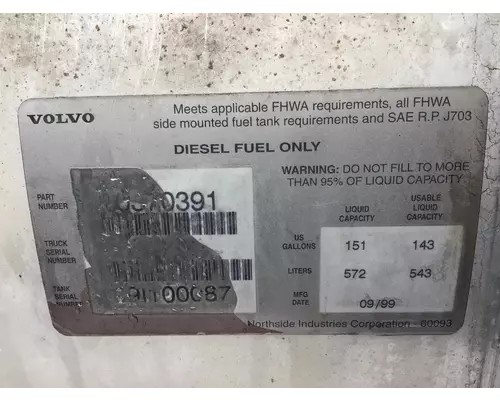 VOLVO
Meets applicable FHWA requirements, all FHWA
side mounted fuel tank requirements and SAE R.P. J703
DIESEL FUEL ONLY
WARNING: DO NOT FILL TO MORE
THAN 95% OF LIQUID CAPACITY.
PART
NUMBER
TRUCK
SERIAL
NUMBER
TANK
SERIAL
NUMBER
LIQUID
CAPACITY
USABLE
LIQUID
CAPACITY
US
GALLONS
151
143
LITERS
572
543
MFG
DATE
09/99
Northside Industries Corporation - 60093